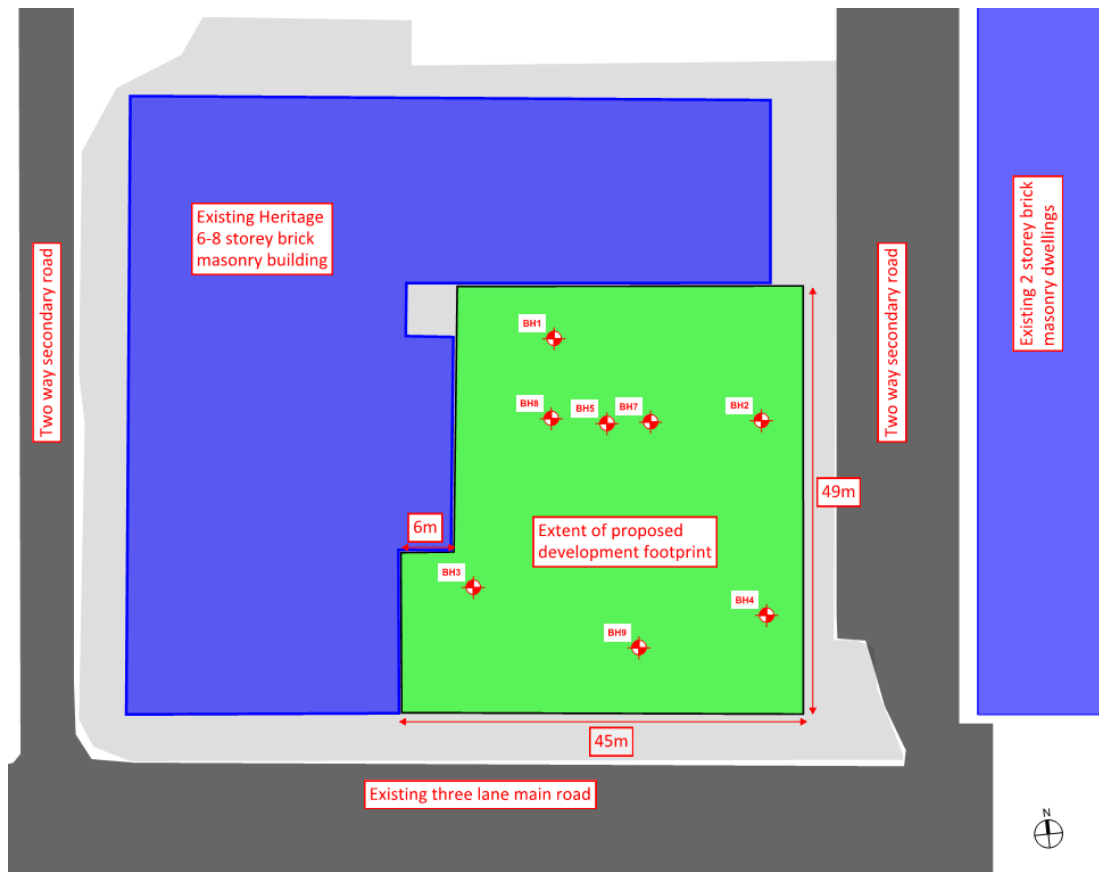 Existing Heritage
6-8 storey brick
masonry building
Two way secondary road
Two way secondary road
Existing 2 storey brick
masonry dwellings
BH1
BH8
BH5
BH7
BH2
49m
6m
Extent of proposed
development footprint
BH3
BH4
BH9
45m
Existing three lane main road
N